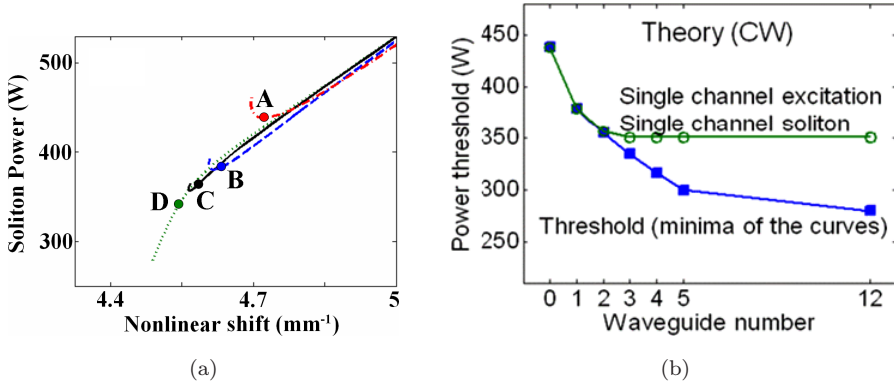 500
400
300
Soliton Power (W)
A
B
C
D
4.4
4.7
5
Nonlinear shift (mm-1)
(a)
450
400
350
300
250
Power threshold (W)
Theory (CW)
Single channel excitation
Single channel soliton
Threshold (minima of the curves)
0 1 2 3 4 5 12
Waveguide number
(b)